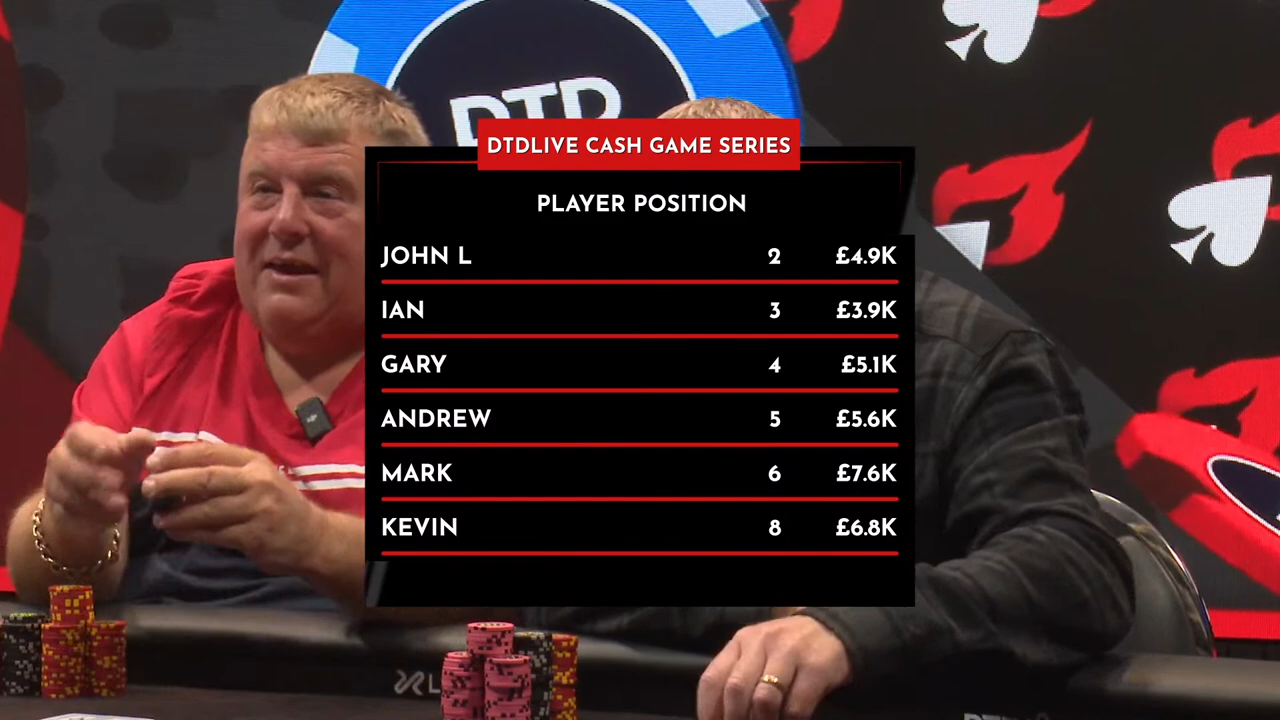 DTD
DTDLIVE CASH GAME SERIES
PLAYER POSITION
JOHN L 2 £4.9K
IAN 3 £3.9K
GARY 4 £5.1K
ANDREW 5 £5.6K
MARK 6 £7.6K
KEVIN 8 £6.8K